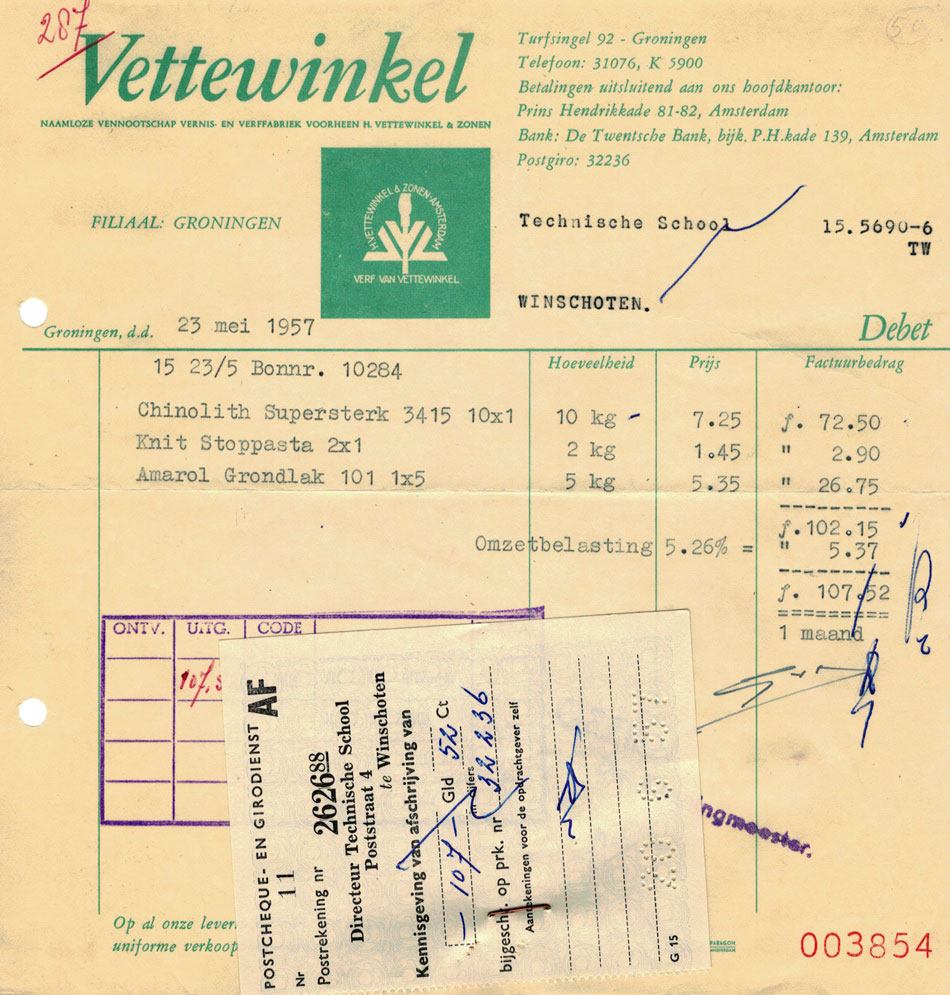 287
Vettewinkel
NAAMLOZE VENNOOTSCHAP VERNIS- EN VERFFABRIEK VOORHEEN H. VETTEWINKEL & ZONEN
Turfsingel 92 - Groningen
Telefoon: 31076, K 5900
Betalingen uitsluitend aan ons hoofdkantoor:
Prins Hendrikkade 81-82, Amsterdam
Bank: De Twentsche Bank, bijk. P.H.kade 139, Amsterdam
Postgiro: 32236
FILIAAL: GRONINGEN
H.VETTEWINKEL & ZONEN-AMSTERDAM
VERF VAN VETTEWINKEL
Technische School 15.5690-6
TW
WINSCHOTEN.
Groningen, d.d. 23 mei 1957
Debet
15 23/5 Bonnr. 10284 Hoeveelheid Prijs Factuurbedrag
Chinolith Supersterk 3415 10x1 10 kg 7.25 f. 72.50
Knit Stoppasta 2x1 2 kg 1.45 " 2.90
Amarol Grondlak 101 1x5 5 kg 5.35 " 26.75
f.102.15
Omzetbelasting 5.26% = " 5.37
f. 107.52
1 maand
ONTV. UITG. CODE
107,5
POSTCHEQUE- EN GIRODIENST AF
Nr 11
Postrekening nr 262688
Directeur Technische School
Poststraat 4
te Winschoten
Kennisgeving van afschrijving van
— 107 — Gld 52 Ct
bijgeschr. op prk. nr 32236
Aantekeningen voor de opdrachtgever zelf
G 15
ngmeester.
Op al onze lever
uniforme verkoop
PARAGON
AMSTERDAM
003854